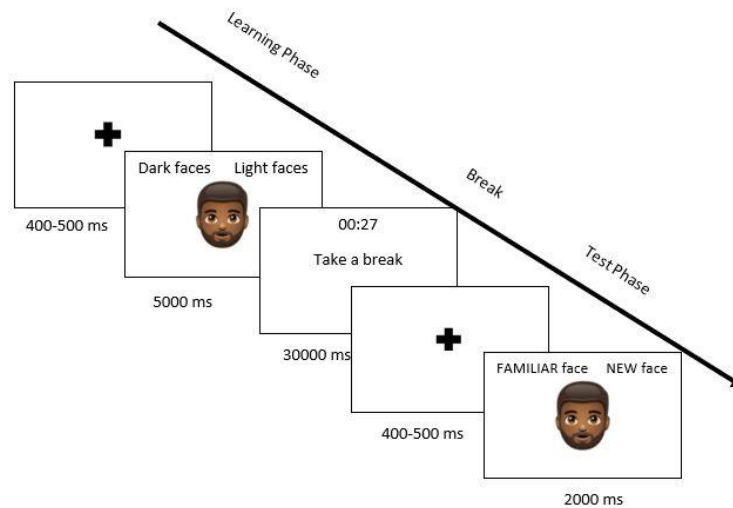 Learning Phase
Break
Test Phase
400-500 ms
Dark faces Light faces
5000 ms
00:27
Take a break
30000 ms
400-500 ms
FAMILIAR face NEW face
2000 ms